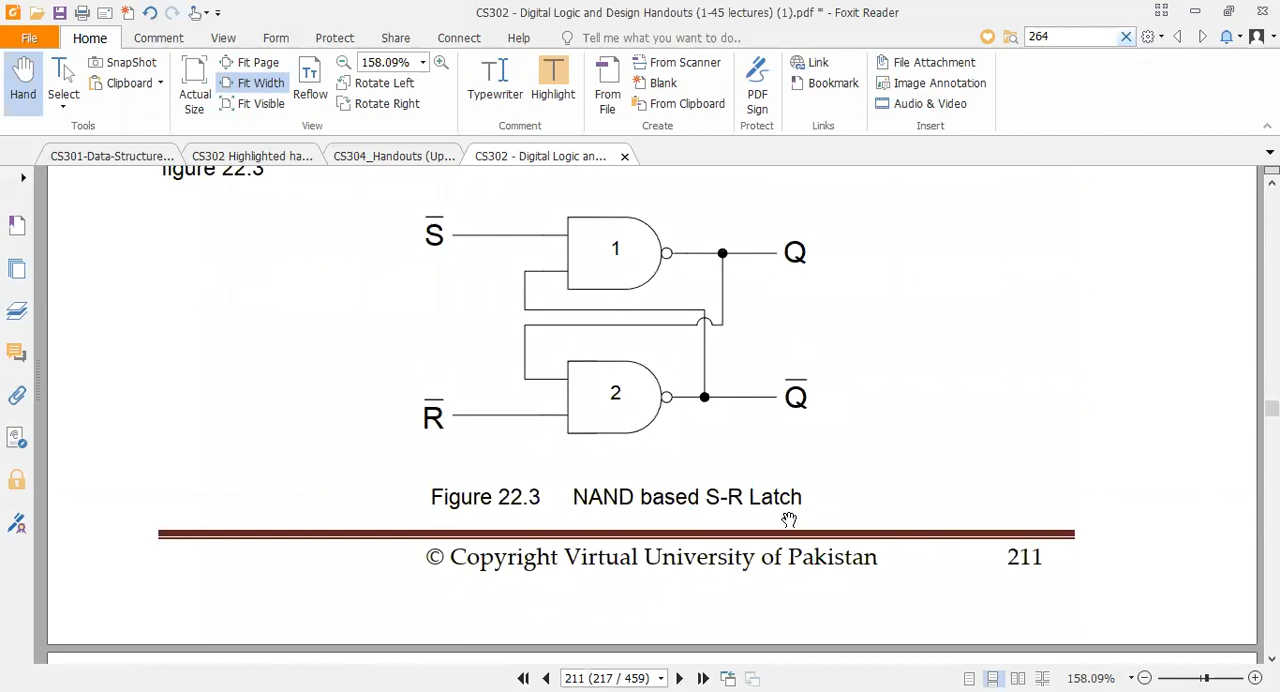 CS302 - Digital Logic and Design Handouts (1-45 lectures) (1).pdf * - Foxit Reader
File Home Comment View Form Protect Share Connect Help Tell me what you want to do.. 264
Hand Select SnapShot Clipboard Actual Size Fit Page Fit Width Fit Visible Reflow 158.09% Rotate Left Rotate Right Typewriter Highlight From File From Scanner Blank From Clipboard PDF Sign Link Bookmark File Attachment Image Annotation Audio & Video
Tools View Comment Create Protect Links Insert
CS301-Data-Structure... CS302 Highlighted ha... CS304_Handouts (Up... CS302 - Digital Logic an...
figure 22.3
S̅ 1 Q
R̅ 2 Q̅
Figure 22.3 NAND based S-R Latch
© Copyright Virtual University of Pakistan 211
211 (217 / 459) 158.09%